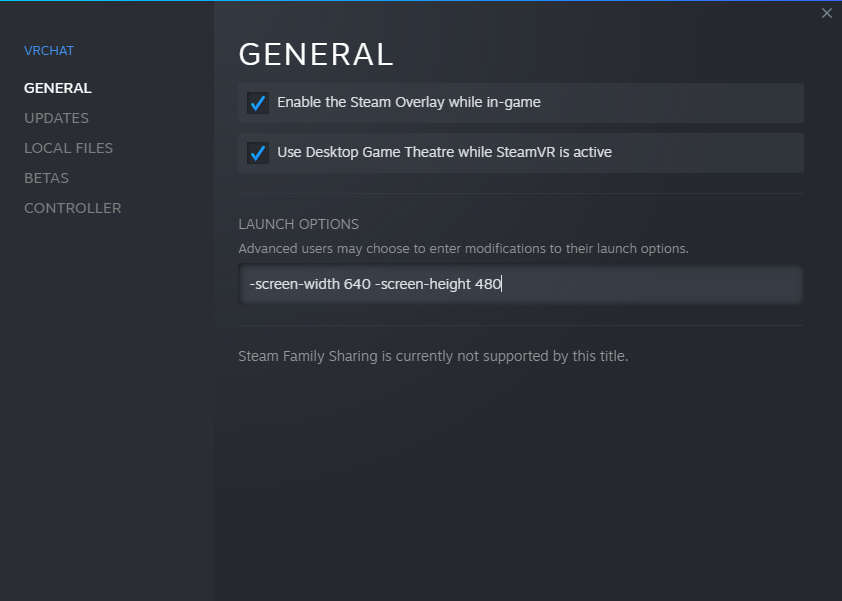 VRCHAT
GENERAL
UPDATES
LOCAL FILES
BETAS
CONTROLLER
GENERAL
Enable the Steam Overlay while in-game
Use Desktop Game Theatre while SteamVR is active
LAUNCH OPTIONS
Advanced users may choose to enter modifications to their launch options.
-screen-width 640 -screen-height 480
Steam Family Sharing is currently not supported by this title.